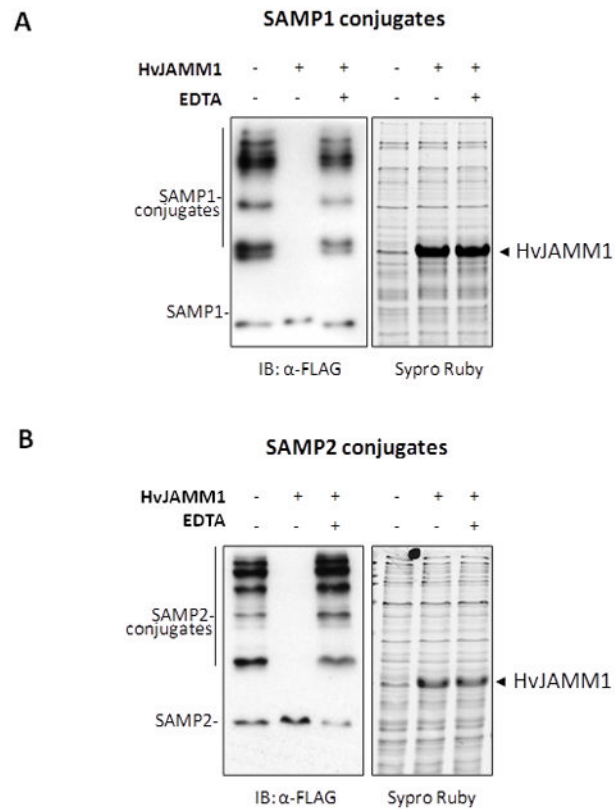 A
SAMP1 conjugates
HvJAMM1 - + +
EDTA - - +
SAMP1-
conjugates
SAMP1-
HvJAMM1
IB: α-FLAG
Sypro Ruby
B
SAMP2 conjugates
HvJAMM1 - + +
EDTA - - +
SAMP2-
conjugates
SAMP2-
HvJAMM1
IB: α-FLAG
Sypro Ruby